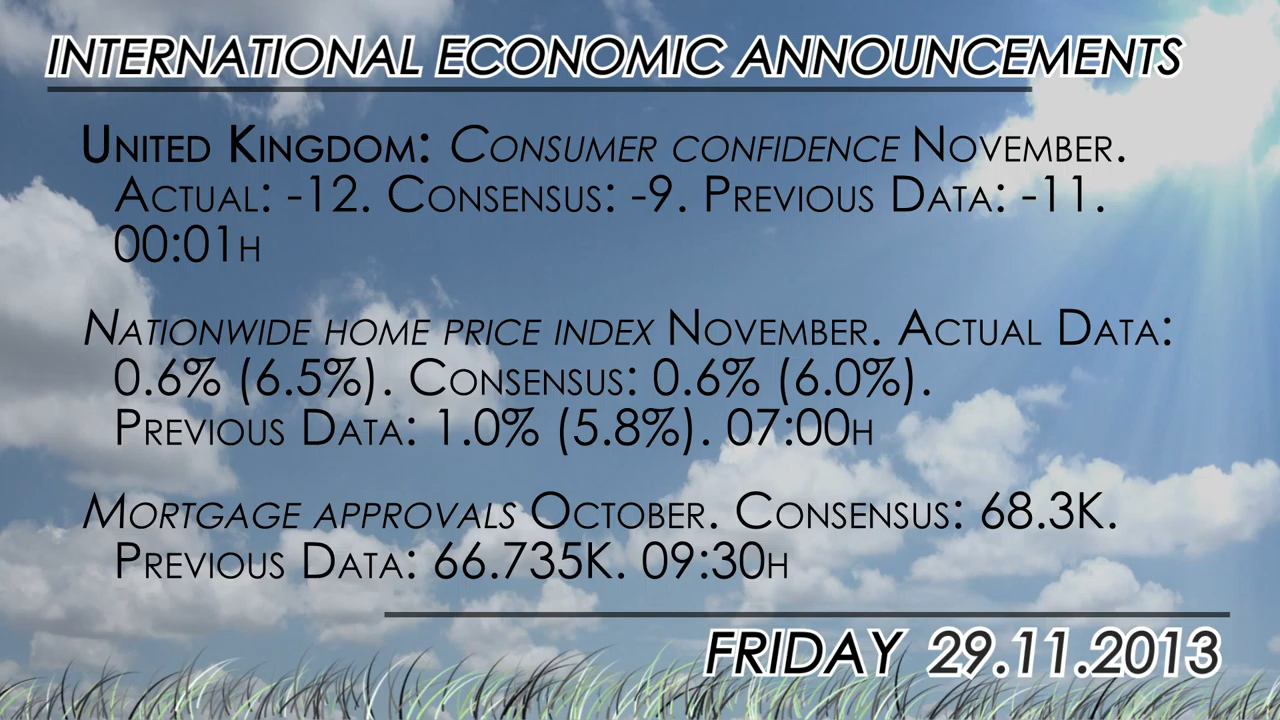 INTERNATIONAL ECONOMIC ANNOUNCEMENTS
UNITED KINGDOM: CONSUMER CONFIDENCE NOVEMBER.
ACTUAL: -12. CONSENSUS: -9. PREVIOUS DATA: -11.
00:01H
NATIONWIDE HOME PRICE INDEX NOVEMBER. ACTUAL DATA:
0.6% (6.5%). CONSENSUS: 0.6% (6.0%).
PREVIOUS DATA: 1.0% (5.8%). 07:00H
MORTGAGE APPROVALS OCTOBER. CONSENSUS: 68.3K.
PREVIOUS DATA: 66.735K. 09:30H
FRIDAY 29.11.2013